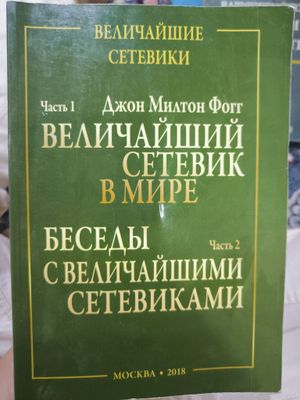 ВЕЛИЧАЙШИЕ
СЕТЕВИКИ
Часть 1 Джон Милтон Фогг
ВЕЛИЧАЙШИЙ
СЕТЕВИК
В МИРЕ
БЕСЕДЫ Часть 2
С ВЕЛИЧАЙШИМИ
СЕТЕВИКАМИ
МОСКВА • 2018